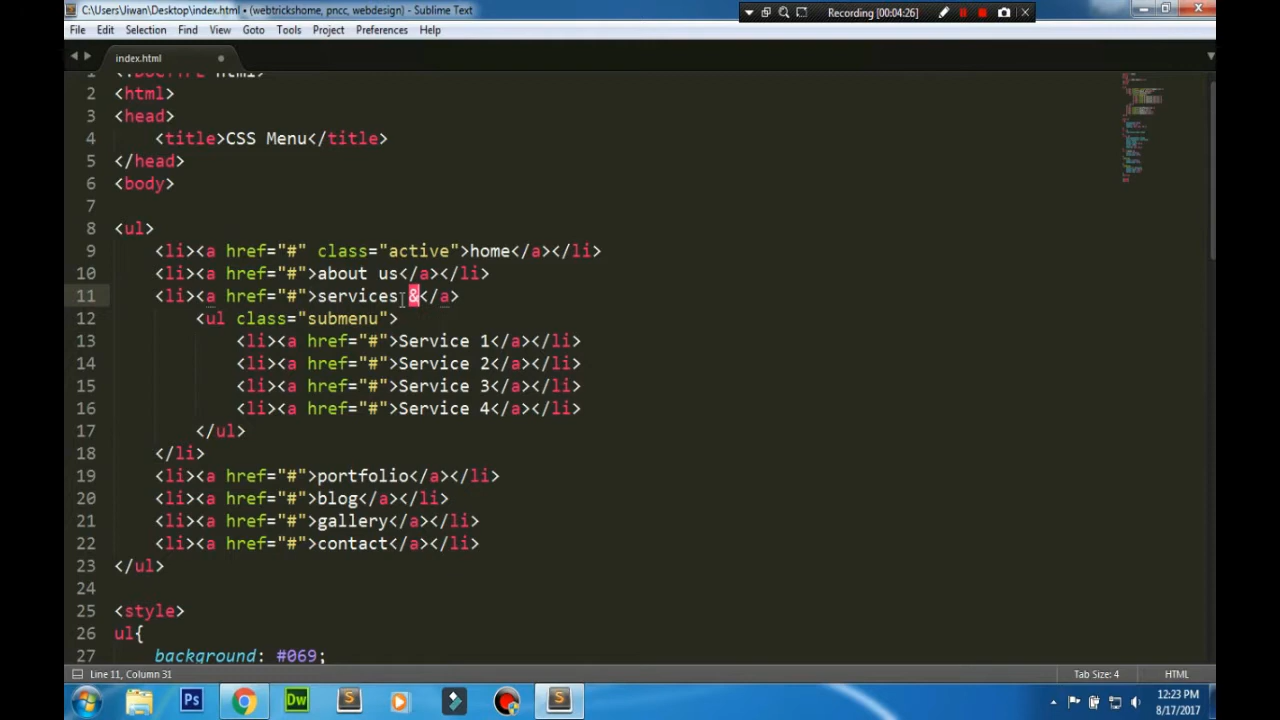 C:\Users\Jiwan\Desktop\index.html • (webtrickshome, pncc, webdesign) - Sublime Text
Recording [00:04:26]
File Edit Selection Find View Goto Tools Project Preferences Help
index.html
1 <!DOCTYPE html>
2 <html>
3 <head>
4 <title>CSS Menu</title>
5 </head>
6 <body>
7
8 <ul>
9 <li><a href="#" class="active">home</a></li>
10 <li><a href="#">about us</a></li>
11 <li><a href="#">services &</a>
12 <ul class="submenu">
13 <li><a href="#">Service 1</a></li>
14 <li><a href="#">Service 2</a></li>
15 <li><a href="#">Service 3</a></li>
16 <li><a href="#">Service 4</a></li>
17 </ul>
18 </li>
19 <li><a href="#">portfolio</a></li>
20 <li><a href="#">blog</a></li>
21 <li><a href="#">gallery</a></li>
22 <li><a href="#">contact</a></li>
23 </ul>
24
25 <style>
26 ul{
27 background: #069;
Line 11, Column 31
Tab Size: 4 HTML
Ps Dw S S
12:23 PM
8/17/2017